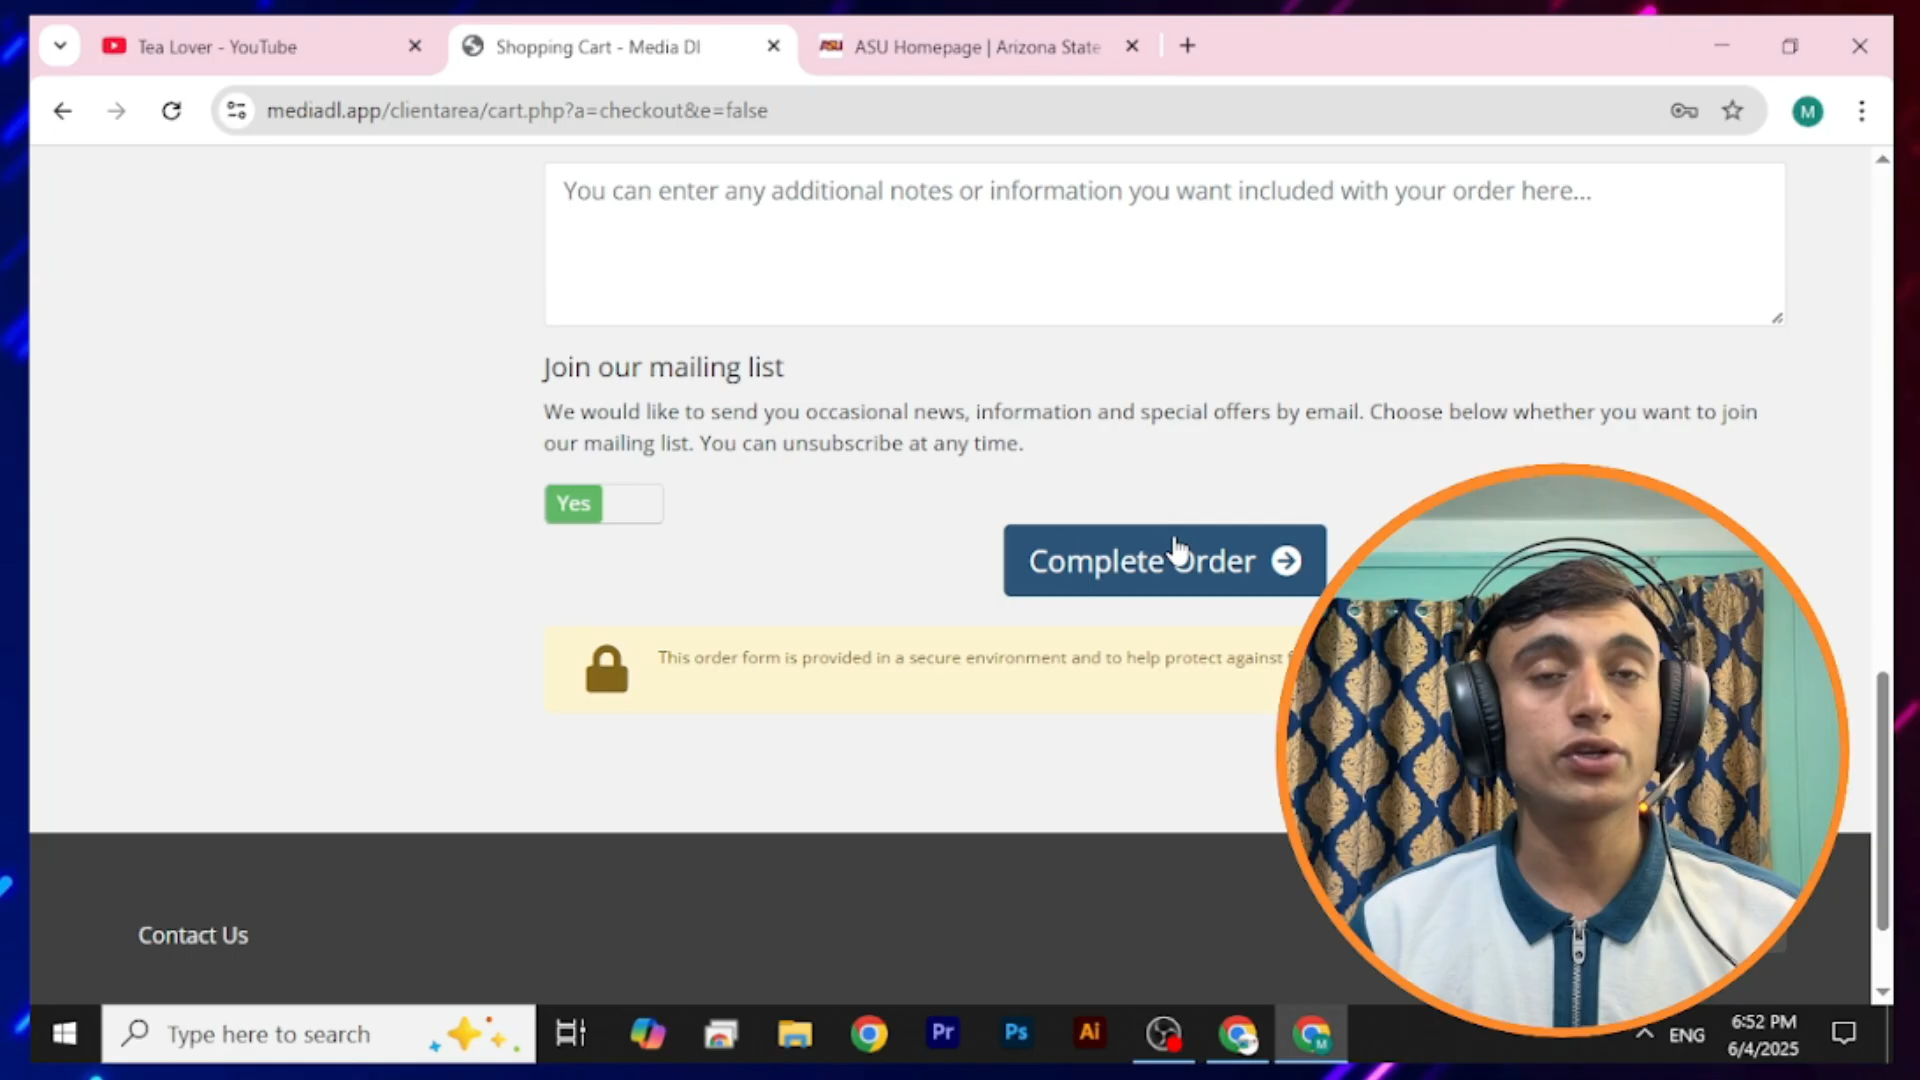 Tea Lover - YouTube
Shopping Cart - Media Dl
ASU Homepage | Arizona State
mediadl.app/clientarea/cart.php?a=checkout&e=false
M
You can enter any additional notes or information you want included with your order here...
Join our mailing list
We would like to send you occasional news, information and special offers by email. Choose below whether you want to join
our mailing list. You can unsubscribe at any time.
Yes
Complete Order
This order form is provided in a secure environment and to help protect against
Contact Us
Type here to search
Pr
Ps
Ai
M
ENG
6:52 PM
6/4/2025